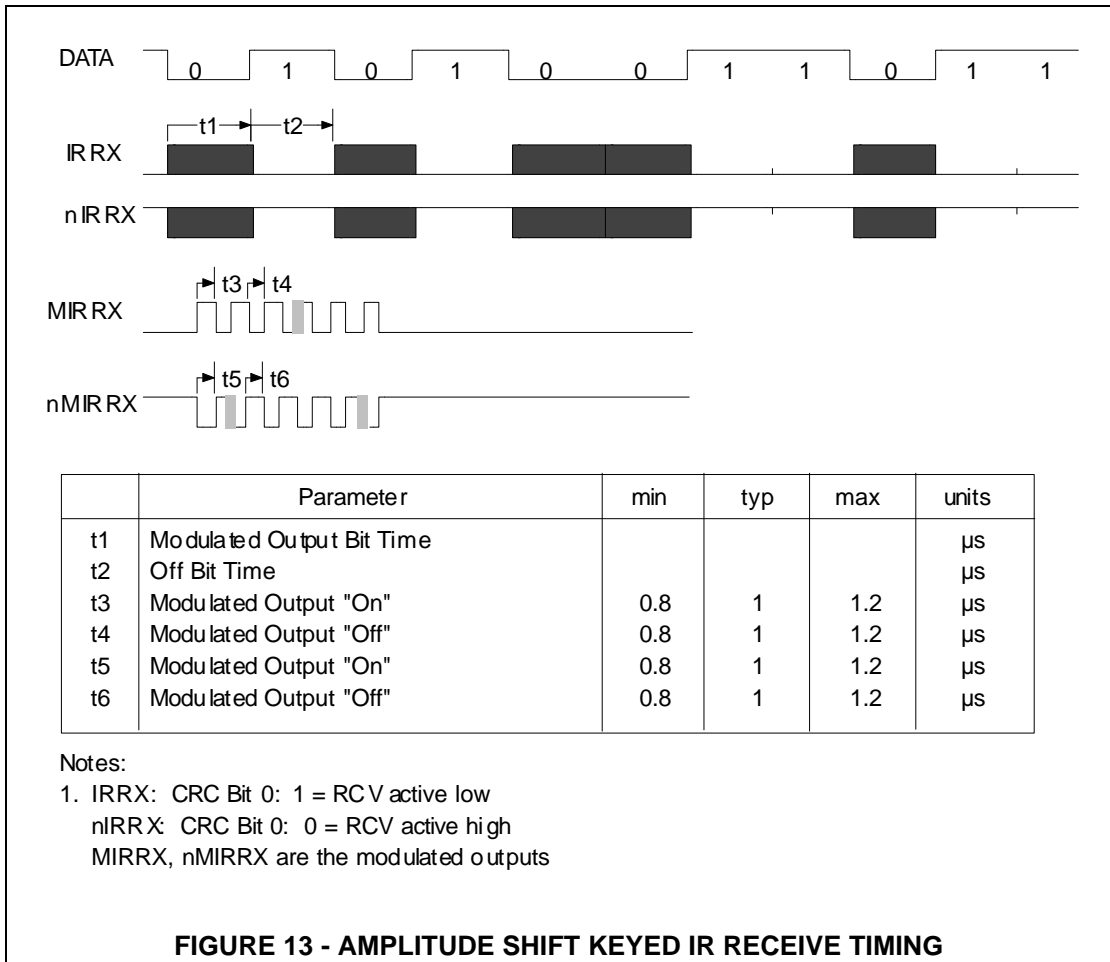 DATA 0 1 0 1 0 0 1 1 0 1 1
t1 t2
IRRX
nIRRX
t3 t4
MIRRX
t5 t6
nMIRRX
Parameter min typ max units
t1 Modulated Output Bit Time µs
t2 Off Bit Time µs
t3 Modulated Output "On" 0.8 1 1.2 µs
t4 Modulated Output "Off" 0.8 1 1.2 µs
t5 Modulated Output "On" 0.8 1 1.2 µs
t6 Modulated Output "Off" 0.8 1 1.2 µs
Notes:
1. IRRX: CRC Bit 0: 1 = RCV active low
nIRRX: CRC Bit 0: 0 = RCV active high
MIRRX, nMIRRX are the modulated outputs
FIGURE 13 - AMPLITUDE SHIFT KEYED IR RECEIVE TIMING